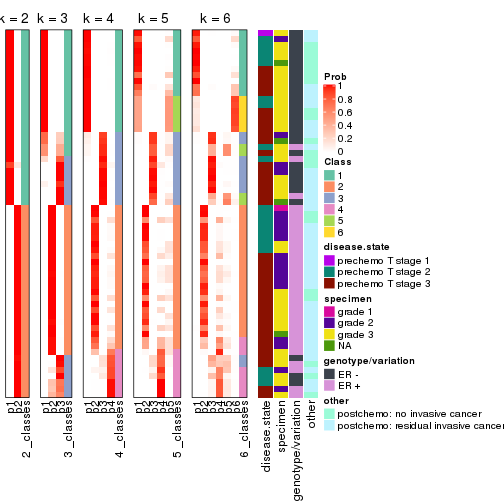 k = 2
k = 3
k = 4
k = 5
k = 6
p1
p2
2_classes
p1
p2
p3
3_classes
p1
p2
p3
p4
4_classes
p1
p2
p3
p4
p5
5_classes
p1
p2
p3
p4
p5
p6
6_classes
disease.state
specimen
genotype/variation
other
Prob
1
0.8
0.6
0.4
0.2
0
Class
1
2
3
4
5
6
disease.state
prechemo T stage 1
prechemo T stage 2
prechemo T stage 3
specimen
grade 1
grade 2
grade 3
NA
genotype/variation
ER -
ER +
other
postchemo: no invasive cancer
postchemo: residual invasive cancer